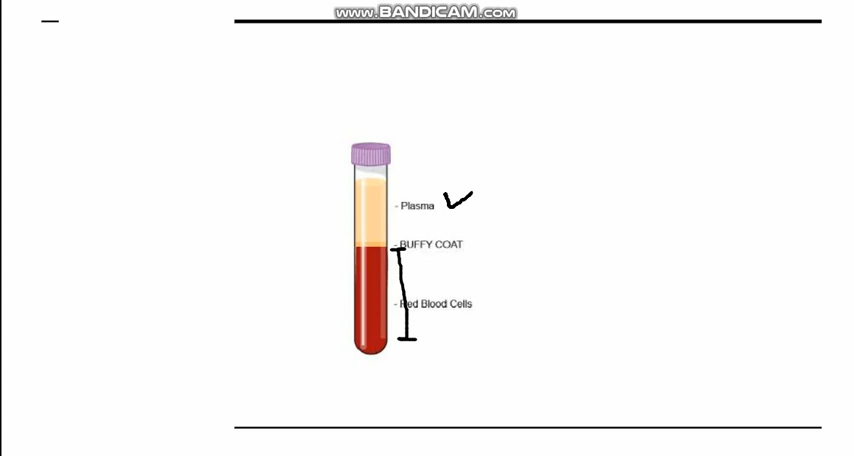 www.BANDICAM.com
- Plasma
- BUFFY COAT
- Red Blood Cells